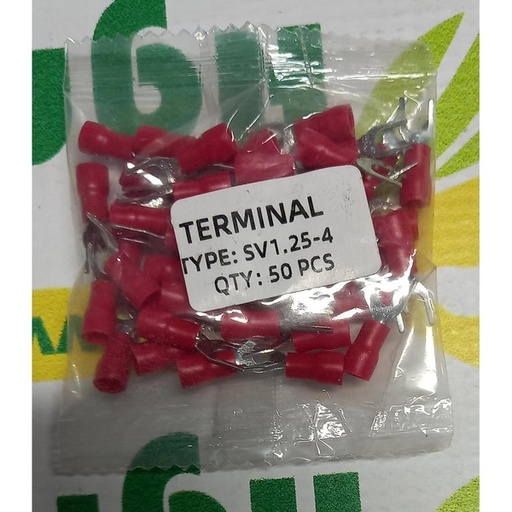 TERMINAL
TYPE: SV1.25-4
QTY: 50 PCS